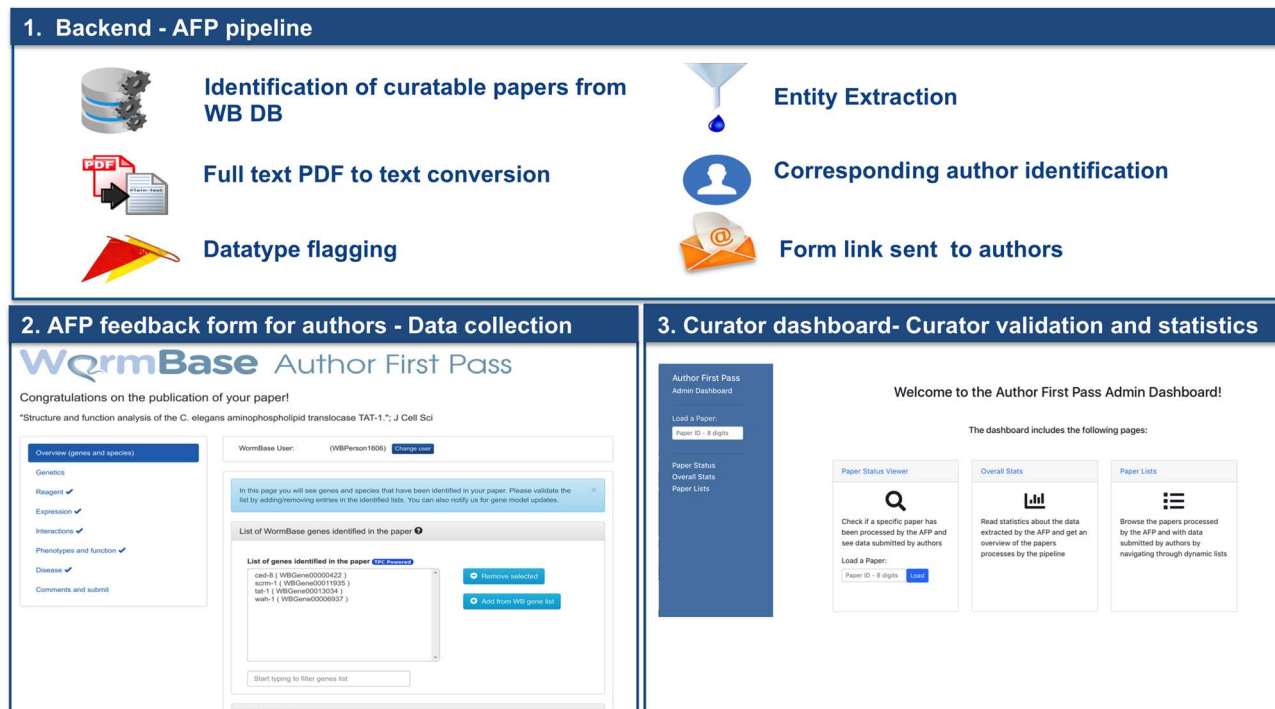 1. Backend - AFP pipeline
Identification of curatable papers from
WB DB
Entity Extraction
PDF
Plain-text
Full text PDF to text conversion
Corresponding author identification
Datatype flagging
@
Form link sent to authors
2. AFP feedback form for authors - Data collection
WormBase Author First Pass
Congratulations on the publication of your paper!
"Structure and function analysis of the C. elegans aminophospholipid translocase TAT-1."; J Cell Sci
Overview (genes and species)
Genetics
Reagent ✔
Expression ✔
Interactions ✔
Phenotypes and function ✔
Disease ✔
Comments and submit
WormBase User: (WBPerson1606) Change user
In this page you will see genes and species that have been identified in your paper. Please validate the ×
list by adding/removing entries in the identified lists. You can also notify us for gene model updates.
List of WormBase genes identified in the paper ?
List of genes identified in the paper TPC Powered
ced-8 ( WBGene00000422 )
scrm-1 ( WBGene00011935 )
tat-1 ( WBGene00013034 )
wah-1 ( WBGene00006937 )
Remove selected
Add from WB gene list
Start typing to filter genes list
3. Curator dashboard- Curator validation and statistics
Author First Pass
Admin Dashboard
Load a Paper:
Paper ID - 8 digits
Paper Status
Overall Stats
Paper Lists
Welcome to the Author First Pass Admin Dashboard!
The dashboard includes the following pages:
Paper Status Viewer
Check if a specific paper has
been processed by the AFP and
see data submitted by authors
Load a Paper:
Paper ID - 8 digits Load
Overall Stats
Read statistics about the data
extracted by the AFP and get an
overview of the papers
processes by the pipeline
Paper Lists
Browse the papers processed
by the AFP and with data
submitted by authors by
navigating through dynamic lists